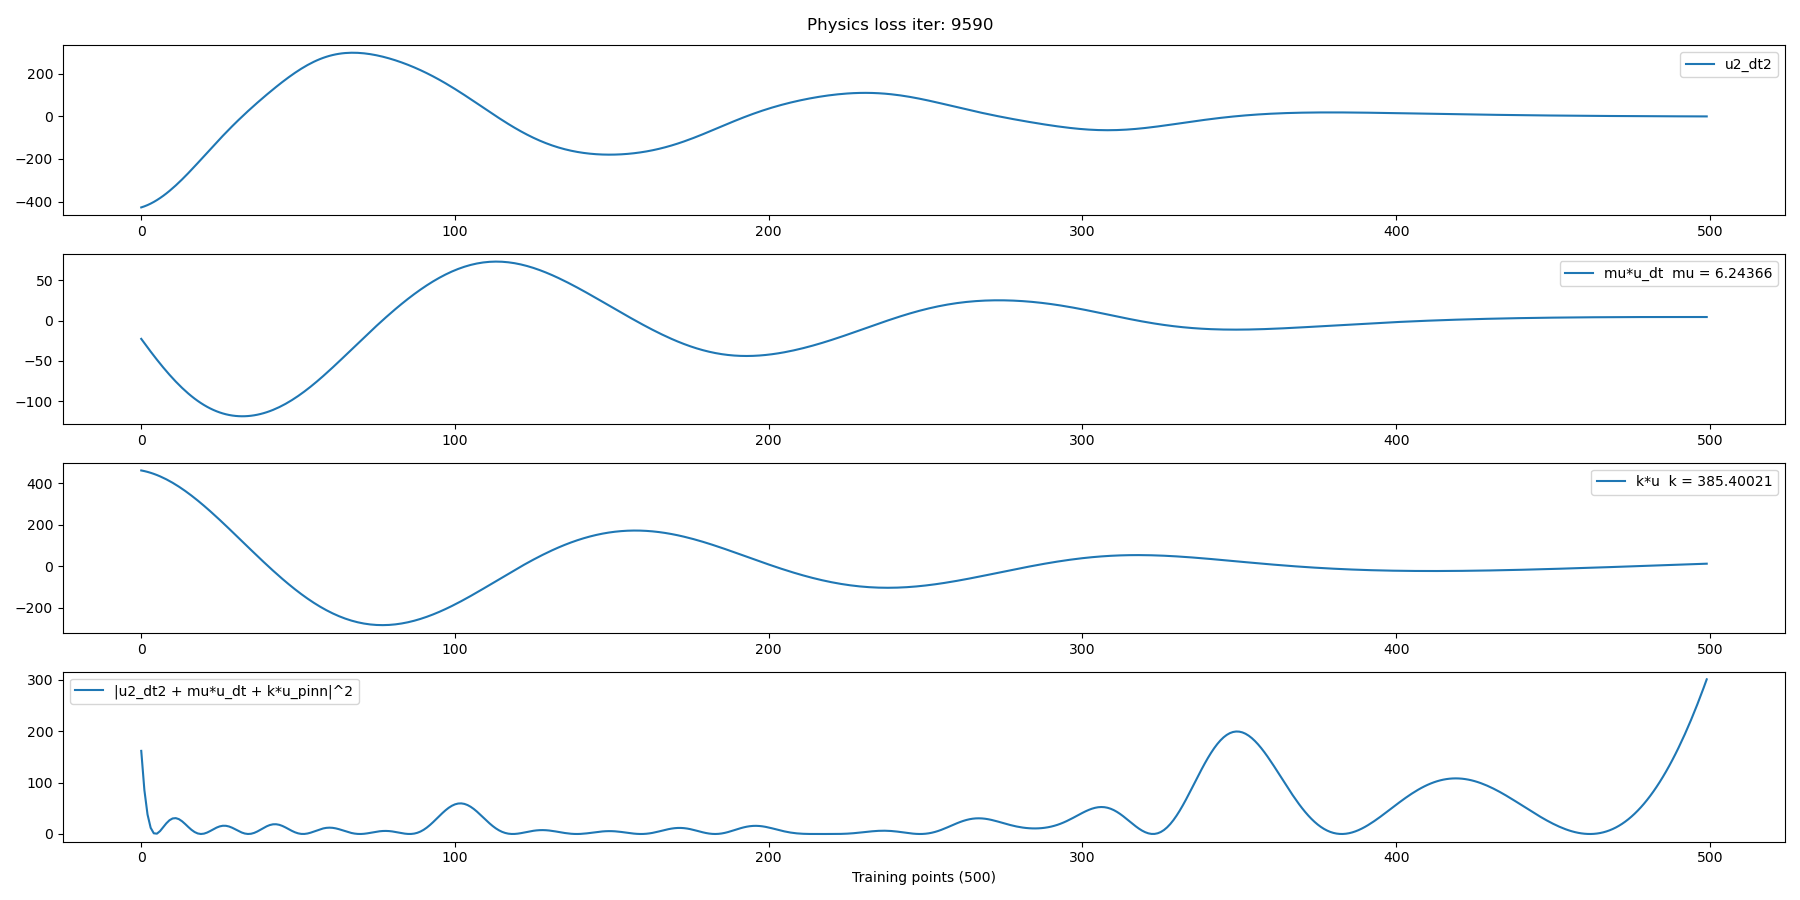 Physics loss iter: 9590
200
0
−200
−400
u2_dt2
0 100 200 300 400 500
50
0
−50
−100
mu*u_dt  mu = 6.24366
0 100 200 300 400 500
400
200
0
−200
k*u  k = 385.40021
0 100 200 300 400 500
300
200
100
0
|u2_dt2 + mu*u_dt + k*u_pinn|^2
0 100 200 300 400 500
Training points (500)